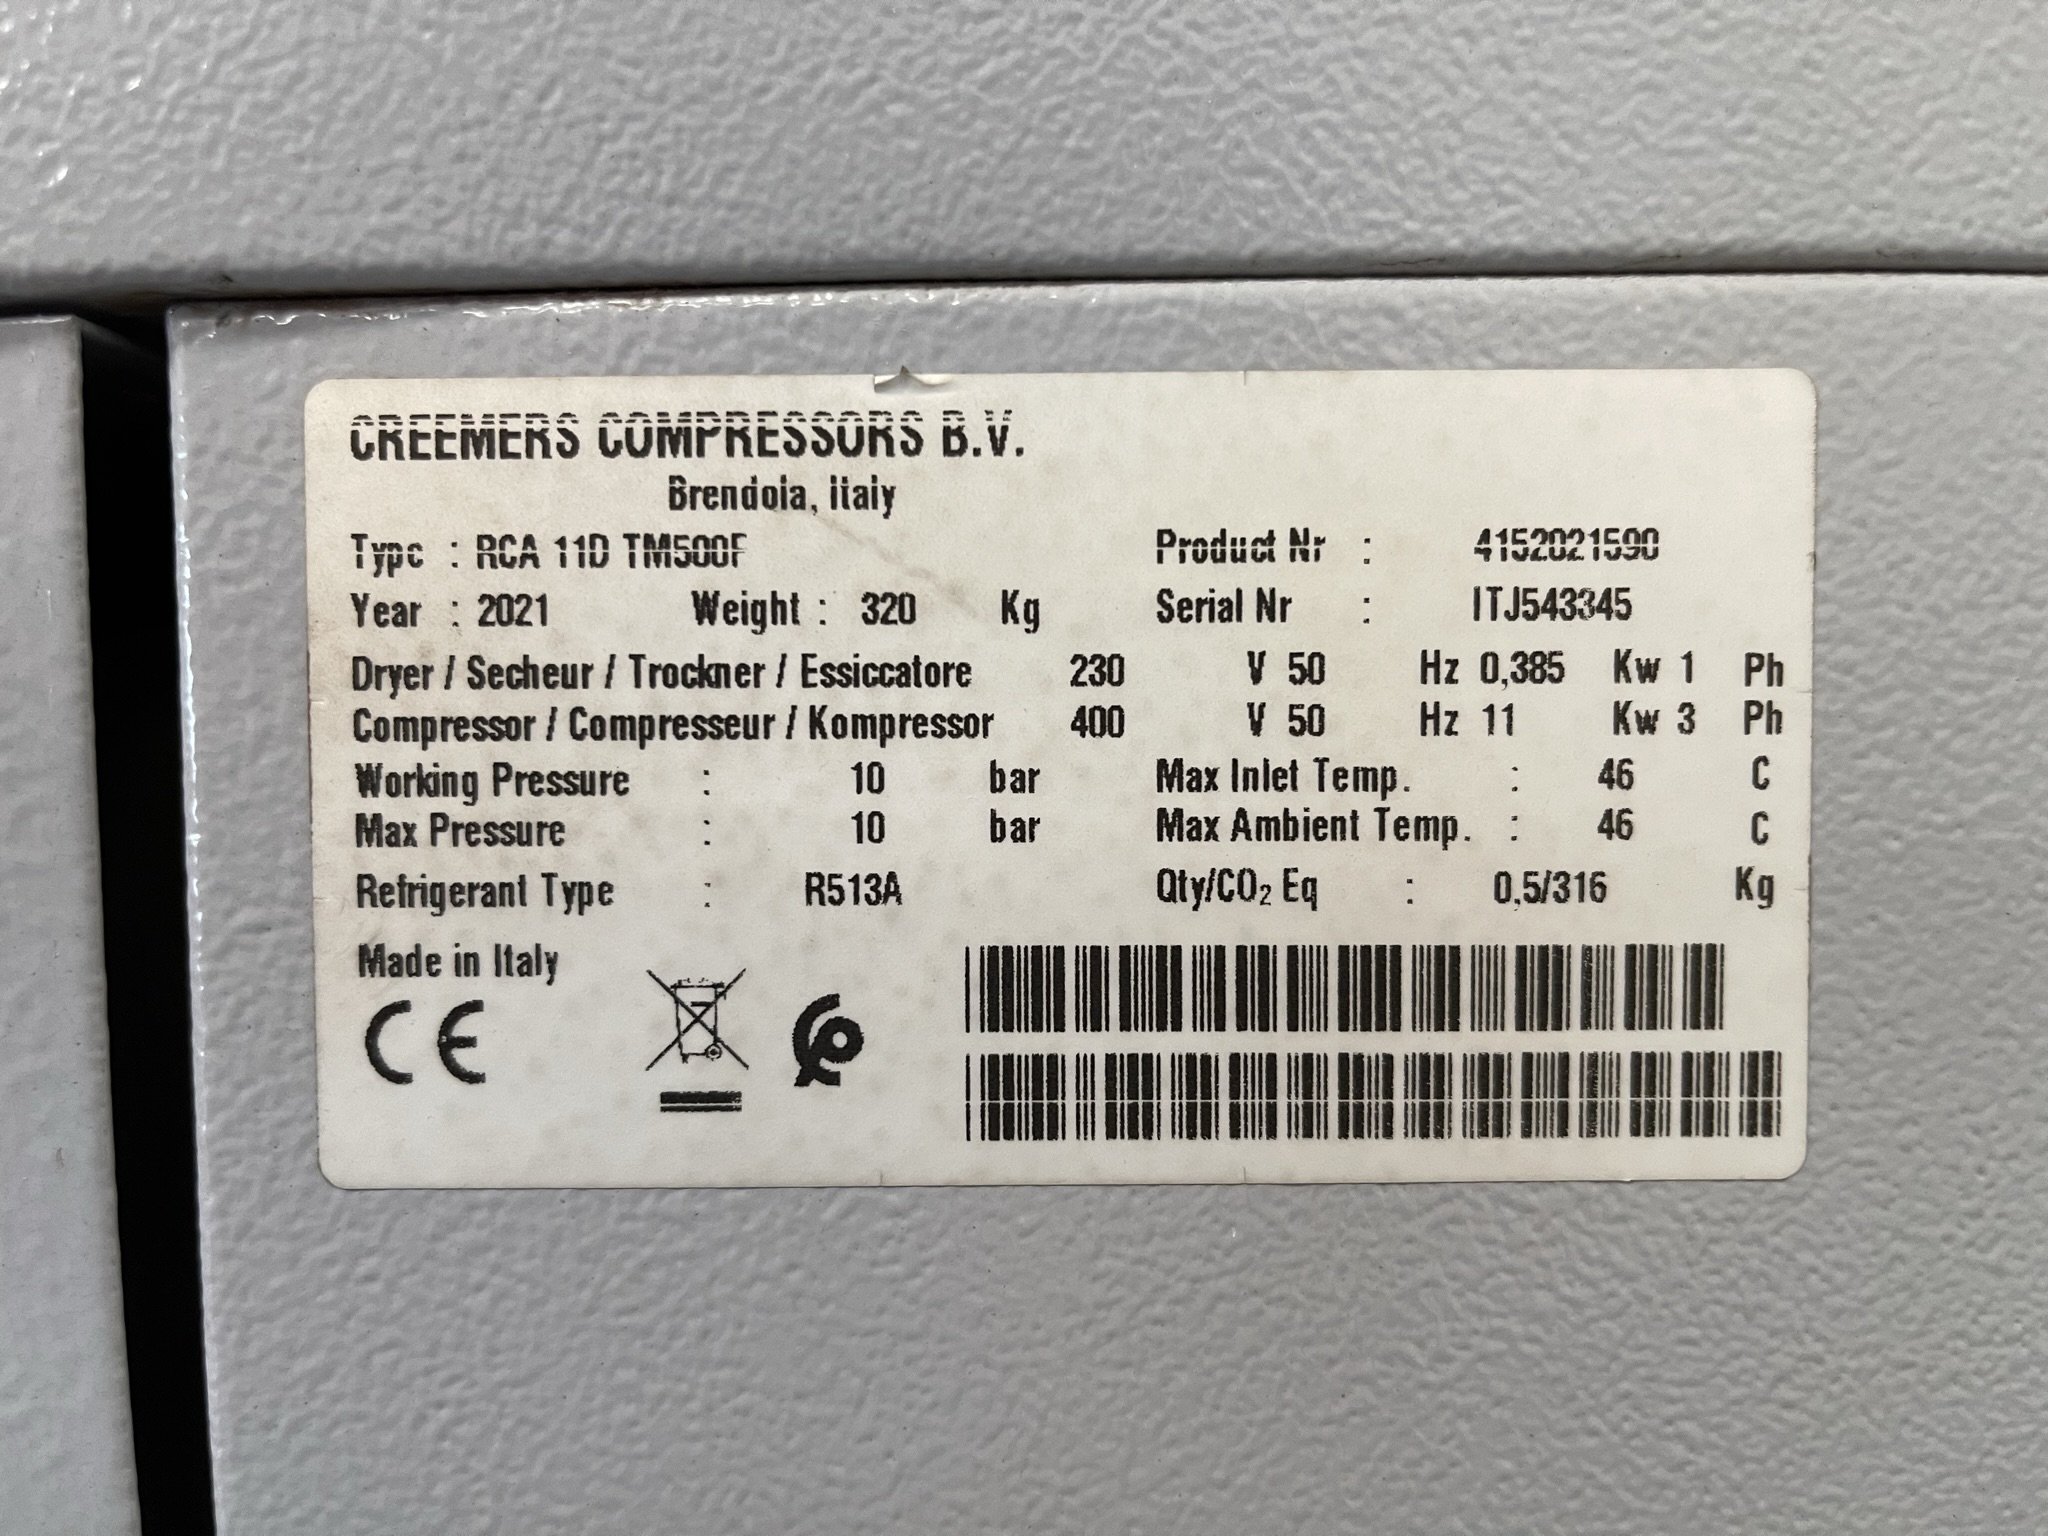 CREEMERS COMPRESSORS B.V.
Brendola, Italy
Type : RCA 11D TM500F Product Nr : 4152021590
Year : 2021 Weight : 320 Kg Serial Nr : ITJ543345
Dryer / Secheur / Trockner / Essiccatore 230 V 50 Hz 0,385 Kw 1 Ph
Compressor / Compresseur / Kompressor 400 V 50 Hz 11 Kw 3 Ph
Working Pressure : 10 bar Max Inlet Temp. : 46 C
Max Pressure : 10 bar Max Ambient Temp. : 46 C
Refrigerant Type : R513A Qty/CO₂ Eq : 0,5/316 Kg
Made in Italy
CE